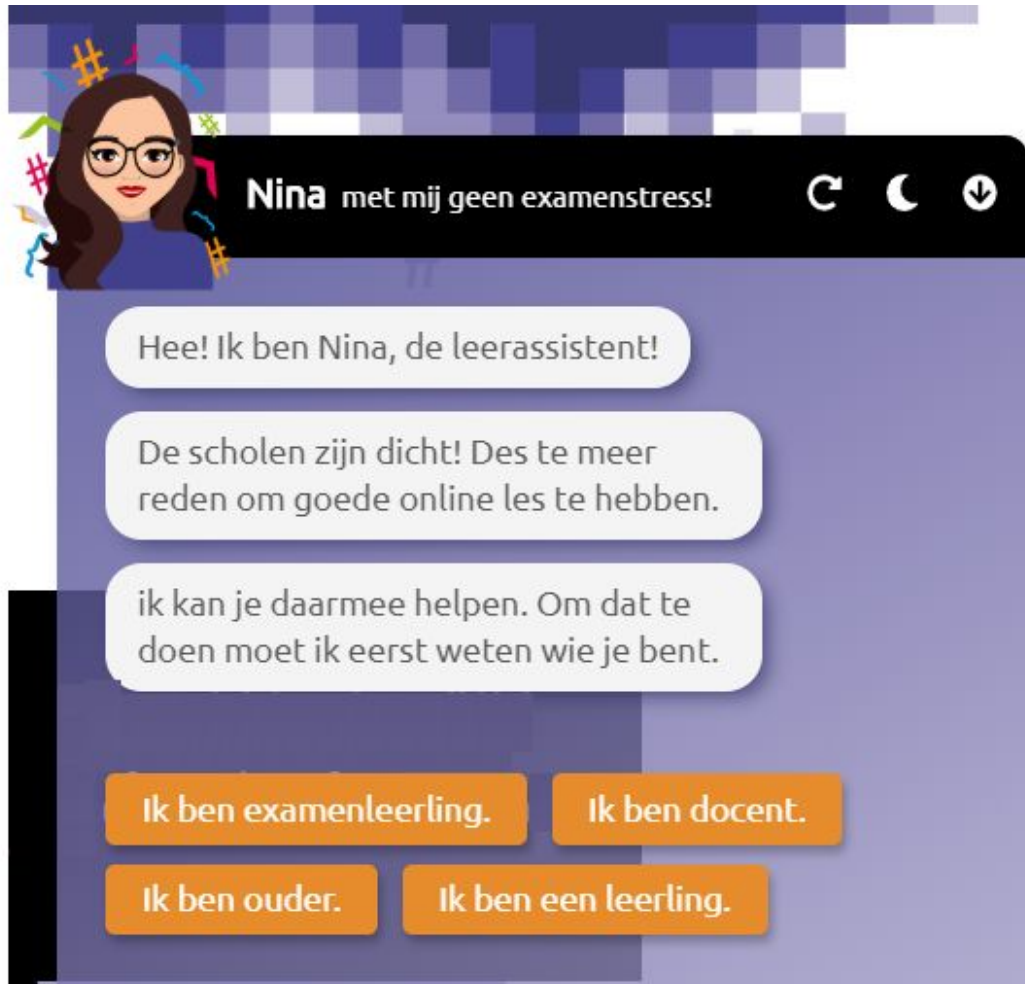 Nina met mij geen examenstress!
Hee! Ik ben Nina, de leerassistent!
De scholen zijn dicht! Des te meer
reden om goede online les te hebben.
ik kan je daarmee helpen. Om dat te
doen moet ik eerst weten wie je bent.
Ik ben examenleerling. Ik ben docent.
Ik ben ouder. Ik ben een leerling.